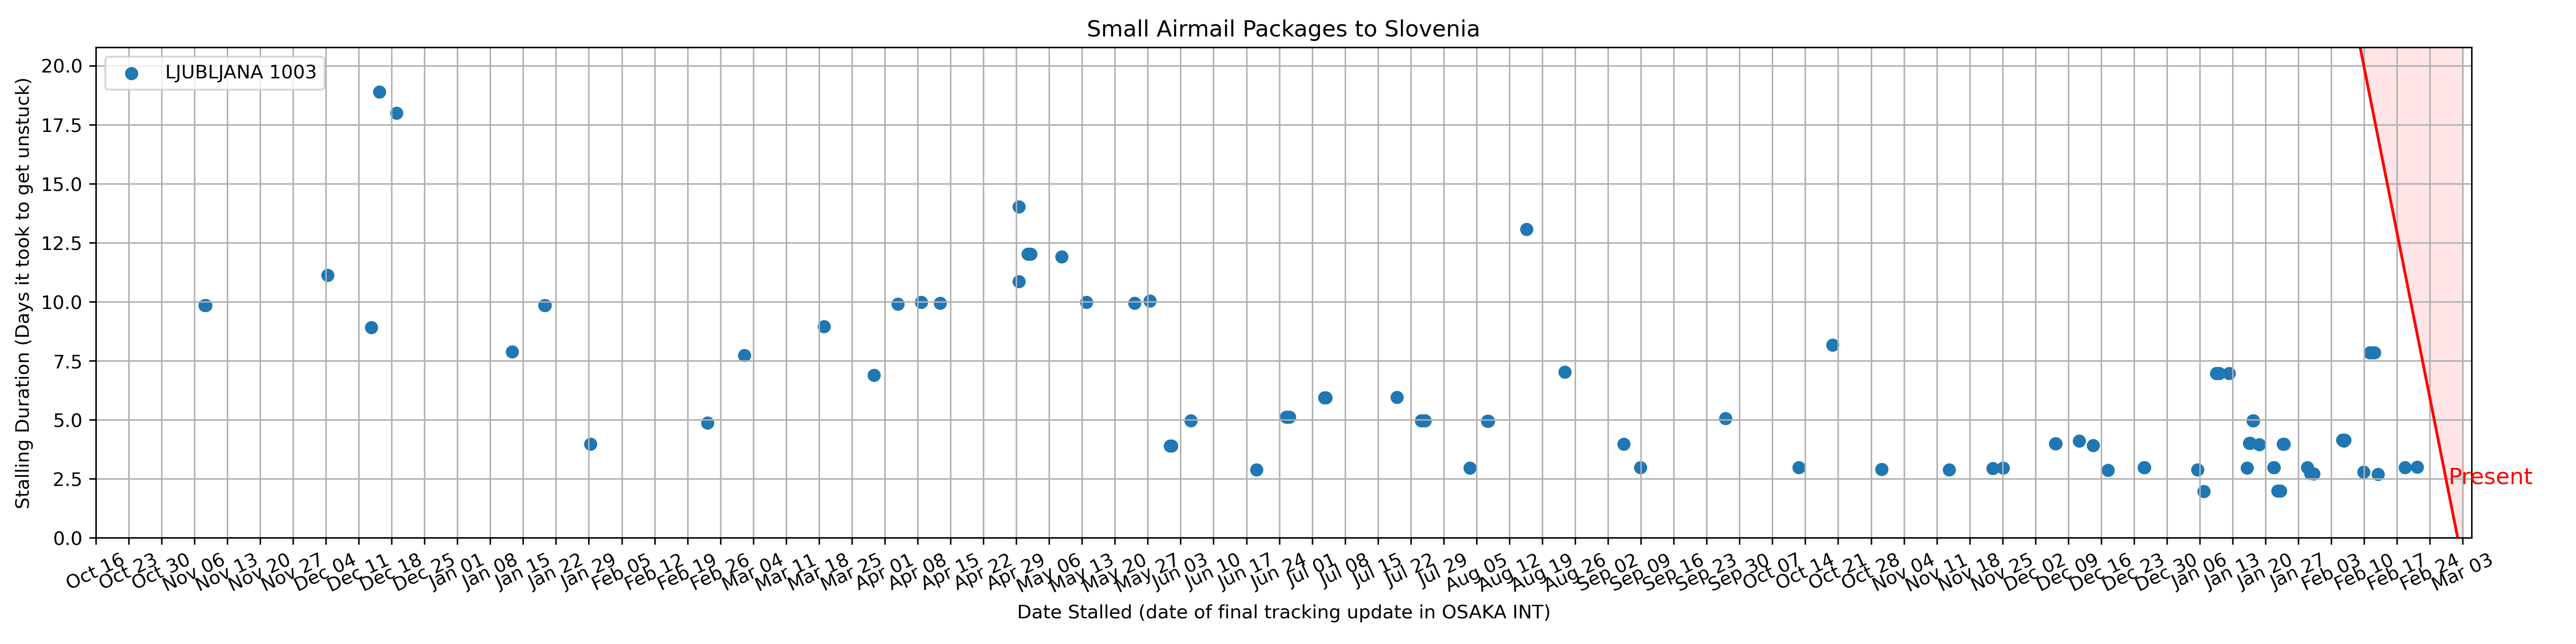 Small Airmail Packages to Slovenia
LJUBLJANA 1003
Stalling Duration (Days it took to get unstuck)
20.0
17.5
15.0
12.5
10.0
7.5
5.0
2.5
0.0
Present
Oct 16 Oct 23 Oct 30 Nov 06 Nov 13 Nov 20 Nov 27 Dec 04 Dec 11 Dec 18 Dec 25 Jan 01 Jan 08 Jan 15 Jan 22 Jan 29 Feb 05 Feb 12 Feb 19 Feb 26 Mar 04 Mar 11 Mar 18 Mar 25 Apr 01 Apr 08 Apr 15 Apr 22 Apr 29 May 06 May 13 May 20 May 27 Jun 03 Jun 10 Jun 17 Jun 24 Jul 01 Jul 08 Jul 15 Jul 22 Jul 29 Aug 05 Aug 12 Aug 19 Aug 26 Sep 02 Sep 09 Sep 16 Sep 23 Sep 30 Oct 07 Oct 14 Oct 21 Oct 28 Nov 04 Nov 11 Nov 18 Nov 25 Dec 02 Dec 09 Dec 16 Dec 23 Dec 30 Jan 06 Jan 13 Jan 20 Jan 27 Feb 03 Feb 10 Feb 17 Feb 24 Mar 03
Date Stalled (date of final tracking update in OSAKA INT)